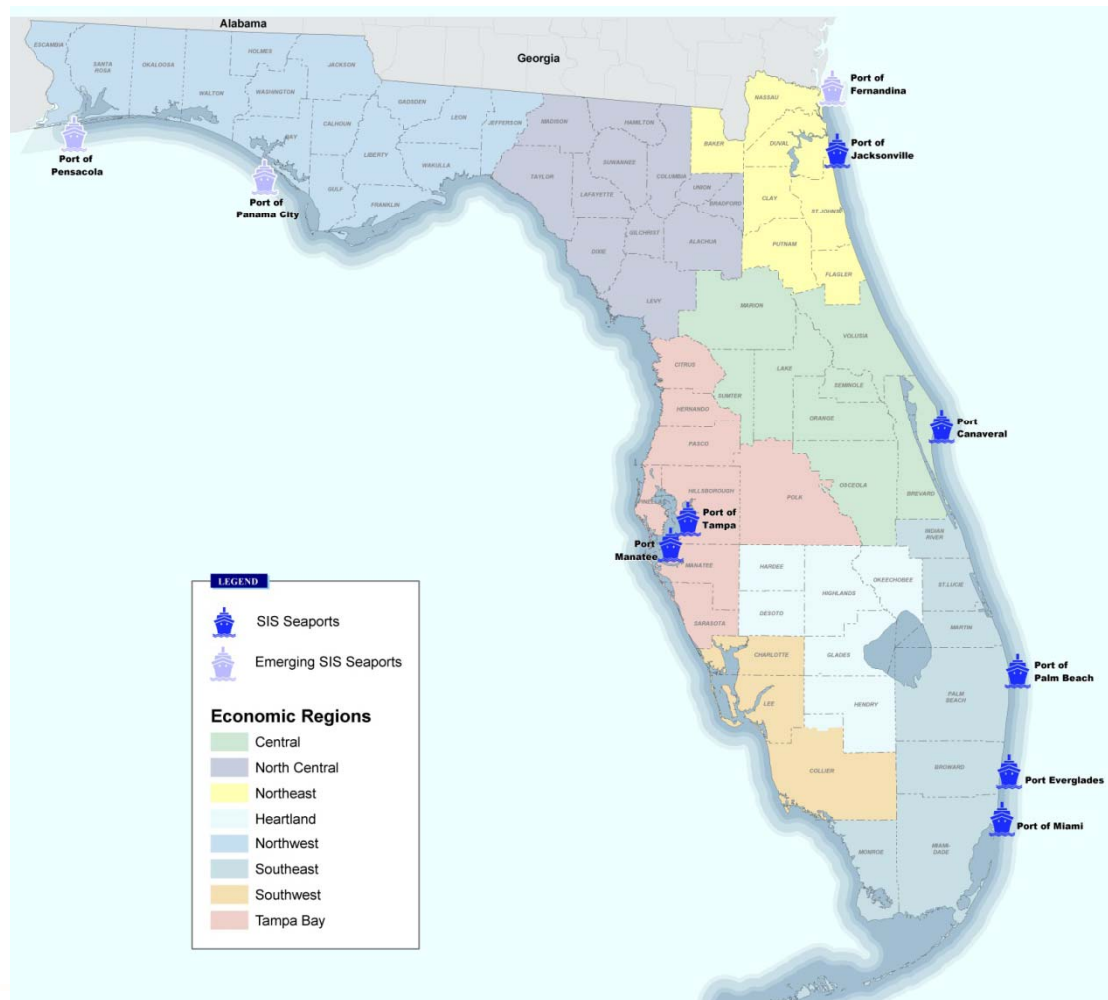 Alabama
Georgia
ESCAMBIA
SANTA
ROSA
OKALOOSA
WALTON
HOLMES
WASHINGTON
JACKSON
BAY
CALHOUN
GULF
LIBERTY
GADSDEN
FRANKLIN
WAKULLA
LEON
JEFFERSON
MADISON
TAYLOR
HAMILTON
SUWANNEE
LAFAYETTE
DIXIE
COLUMBIA
GILCHRIST
LEVY
UNION
BRADFORD
ALACHUA
BAKER
NASSAU
DUVAL
CLAY
ST.JOHNS
PUTNAM
FLAGLER
Port of
Pensacola
Port of
Panama City
Port of
Fernandina
Port of
Jacksonville
MARION
VOLUSIA
CITRUS
LAKE
SUMTER
SEMINOLE
HERNANDO
ORANGE
PASCO
OSCEOLA
BREVARD
Port
Canaveral
PINELLAS
HILLSBOROUGH
POLK
Port of
Tampa
Port
Manatee
MANATEE
SARASOTA
HARDEE
DESOTO
HIGHLANDS
OKEECHOBEE
INDIAN
RIVER
ST.LUCIE
MARTIN
CHARLOTTE
GLADES
LEE
HENDRY
PALM
BEACH
Port of
Palm Beach
COLLIER
BROWARD
Port Everglades
MONROE
MIAMI-
DADE
Port of Miami
LEGEND
SIS Seaports
Emerging SIS Seaports
Economic Regions
Central
North Central
Northeast
Heartland
Northwest
Southeast
Southwest
Tampa Bay